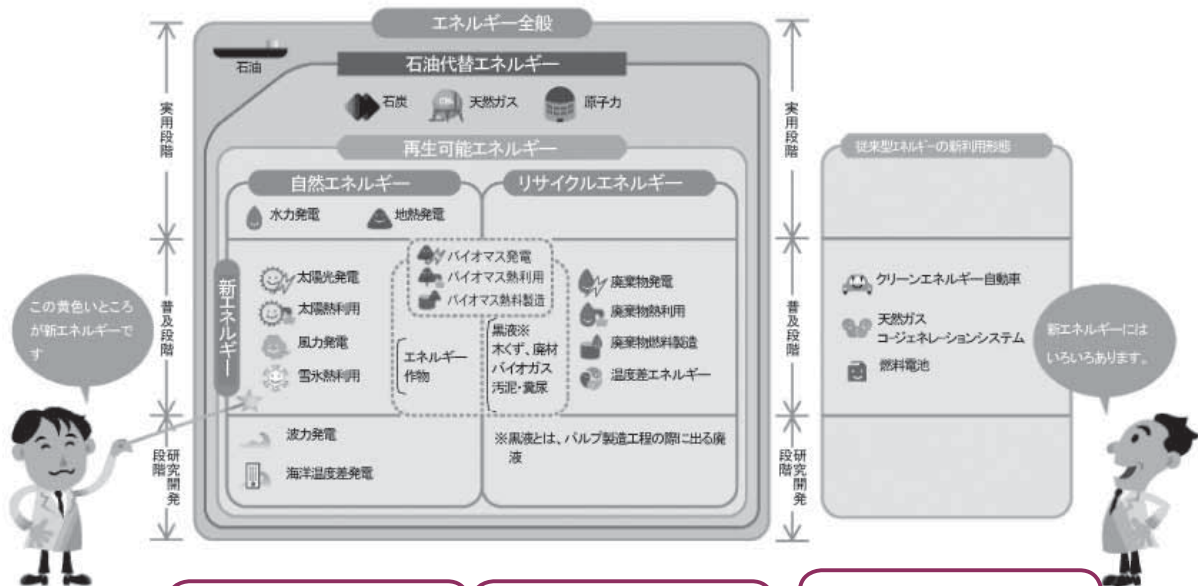 エネルギー全般
石油
石油代替エネルギー
石炭
天然ガス
原子力
再生可能エネルギー
自然エネルギー
リサイクルエネルギー
水力発電
地熱発電
新エネルギー
太陽光発電
太陽熱利用
風力発電
雪氷熱利用
バイオマス発電
バイオマス熱利用
バイオマス熱料製造
エネルギー
作物
黒液※
木くず、廃材
バイオガス
汚泥・糞尿
廃棄物発電
廃棄物熱利用
廃棄物燃料製造
温度差エネルギー
波力発電
海洋温度差発電
※黒液とは、パルプ製造工程の際に出る廃
液
実用段階
普及段階
研究開発
段階
実用段階
普及段階
研究開発
段階
従来型エネルギーの新利用形態
クリーンエネルギー自動車
天然ガス
コージェネレーションシステム
燃料電池
この黄色いところ
が新エネルギーで
す
新エネルギーには
いろいろあります。